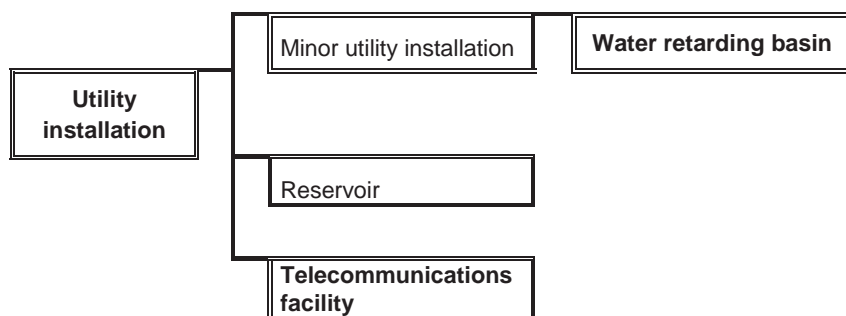 Minor utility installation
Water retarding basin
Utility
installation
Reservoir
Telecommunications
facility